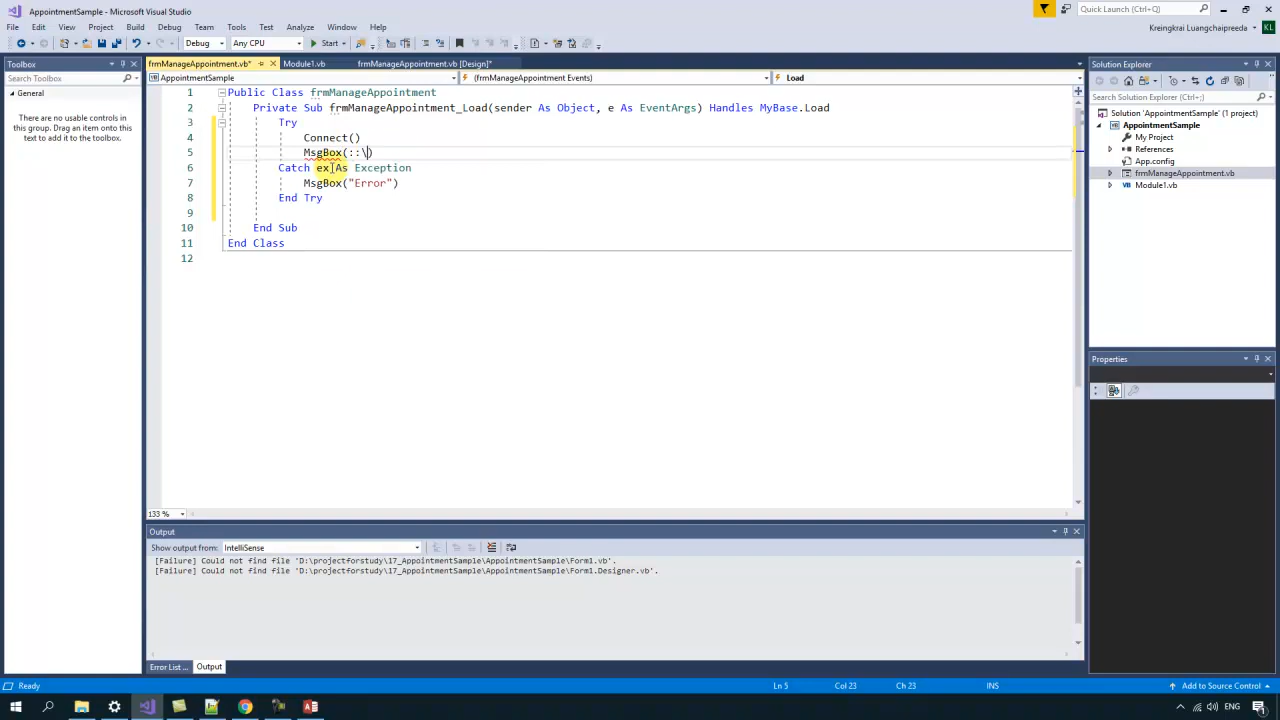 AppointmentSample - Microsoft Visual Studio
Quick Launch (Ctrl+Q)
File Edit View Project Build Debug Team Tools Test Analyze Window Help
Kreingkrai Luangchaipreeda KL
Debug Any CPU Start
Toolbox
Search Toolbox
General
There are no usable controls in this group. Drag an item onto this text to add it to the toolbox.
frmManageAppointment.vb* Module1.vb frmManageAppointment.vb [Design]*
AppointmentSample (frmManageAppointment Events) Load
1 Public Class frmManageAppointment
2 Private Sub frmManageAppointment_Load(sender As Object, e As EventArgs) Handles MyBase.Load
3 Try
4 Connect()
5 MsgBox(::\)
6 Catch ex As Exception
7 MsgBox("Error")
8 End Try
9
10 End Sub
11 End Class
12
133 %
Output
Show output from: IntelliSense
[Failure] Could not find file 'D:\projectforstudy\17_AppointmentSample\AppointmentSample\Form1.vb'.
[Failure] Could not find file 'D:\projectforstudy\17_AppointmentSample\AppointmentSample\Form1.Designer.vb'.
Error List ... Output
Solution Explorer
Search Solution Explorer (Ctrl+;)
Solution 'AppointmentSample' (1 project)
AppointmentSample
My Project
References
App.config
frmManageAppointment.vb
Module1.vb
Properties
Ready Ln 5 Col 23 Ch 23 INS Add to Source Control
ENG